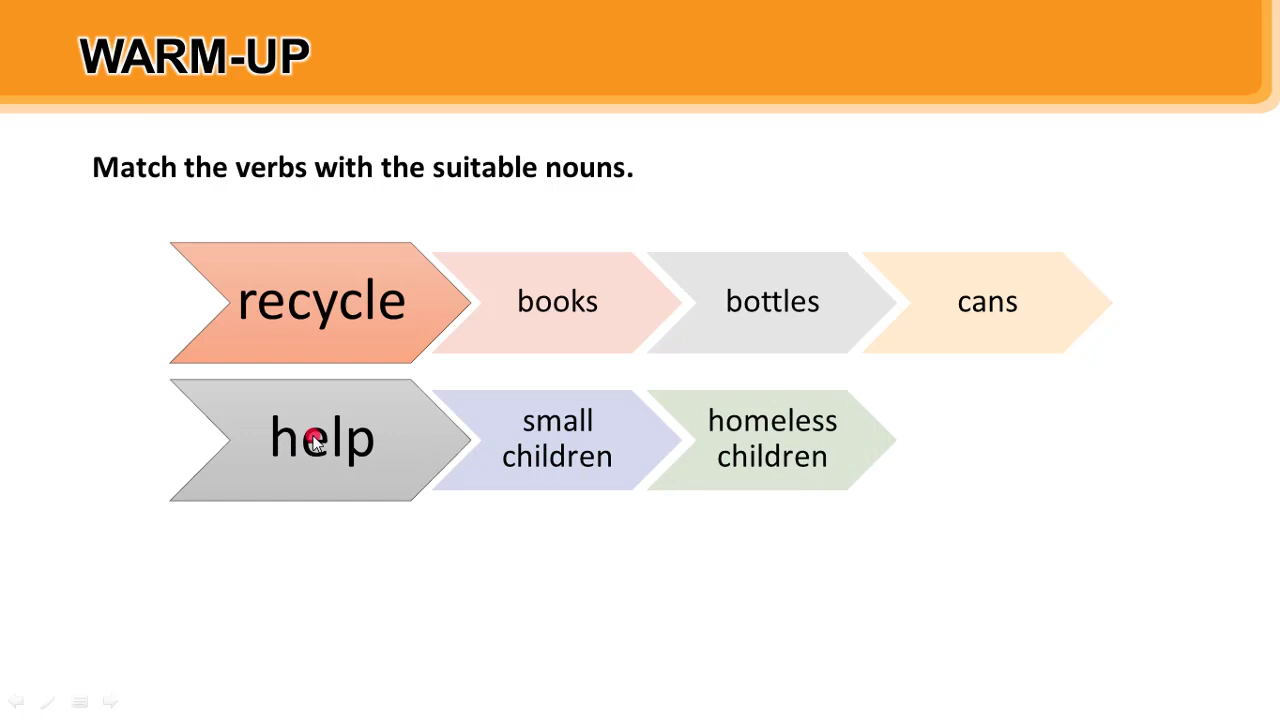 WARM-UP
Match the verbs with the suitable nouns.
recycle
books
bottles
cans
help
small
children
homeless
children